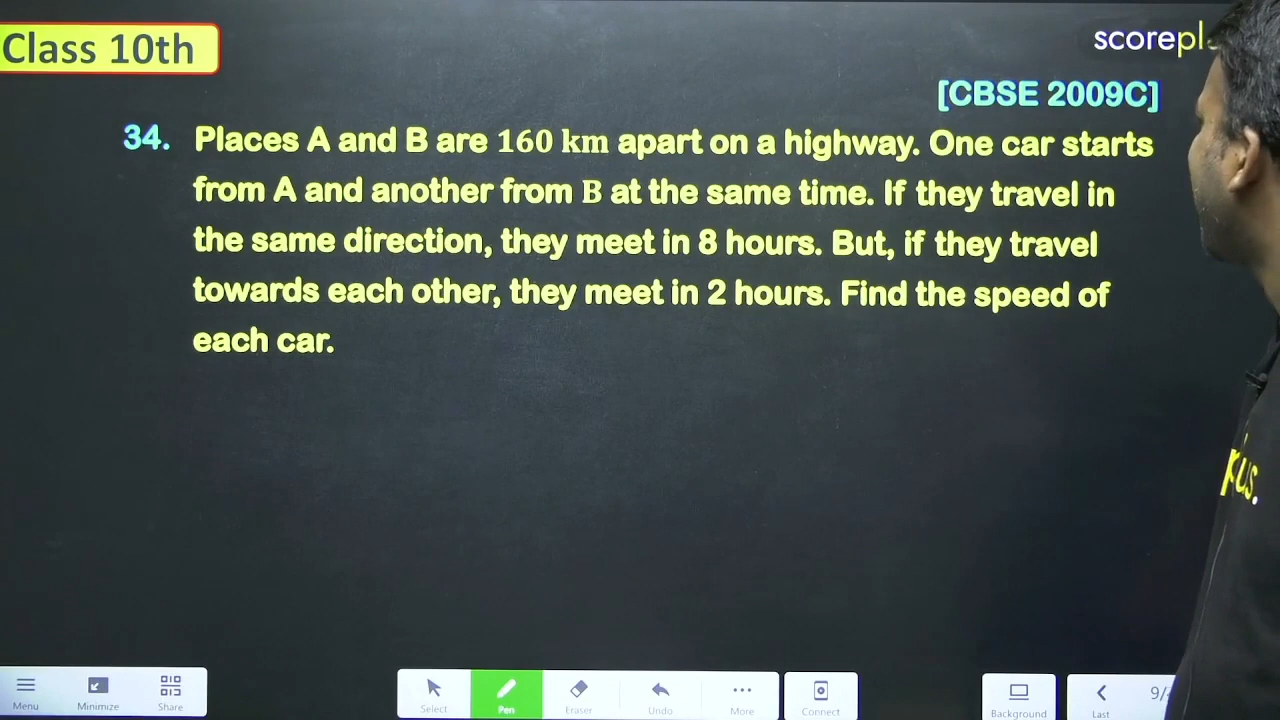 Class 10th
scorepl
[CBSE 2009C]
34. Places A and B are 160 km apart on a highway. One car starts
from A and another from B at the same time. If they travel in
the same direction, they meet in 8 hours. But, if they travel
towards each other, they meet in 2 hours. Find the speed of
each car.
us.
Menu
Minimize
Share
Select
Pen
Eraser
Undo
More
Connect
Background
Last
9/